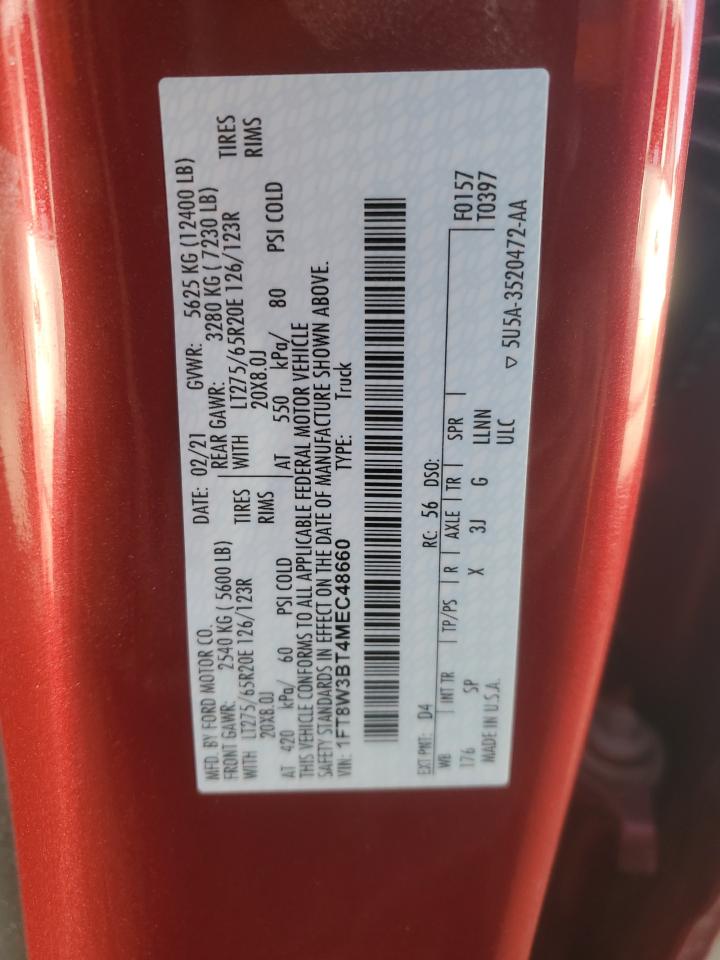 MFD. BY FORD MOTOR CO. DATE: 02/21 GVWR: 5625 KG (12400 LB)
FRONT GAWR: 2540 KG ( 5600 LB) REAR GAWR: 3280 KG ( 7230 LB)
WITH LT275/65R20E 126/123R TIRES WITH LT275/65R20E 126/123R TIRES
20X8.0J RIMS 20X8.0J RIMS
AT 420 kPa/ 60 PSI COLD AT 550 kPa/ 80 PSI COLD
THIS VEHICLE CONFORMS TO ALL APPLICABLE FEDERAL MOTOR VEHICLE
SAFETY STANDARDS IN EFFECT ON THE DATE OF MANUFACTURE SHOWN ABOVE.
VIN: 1FT8W3BT4MEC48660 TYPE: Truck
EXT PNT: D4 RC: 56 DSO: F0157
WB INT TR TP/PS R AXLE TR SPR T0397
176 SP X 3J G LLNN
MADE IN U.S.A. ULC ▽ 5U5A-3520472-AA